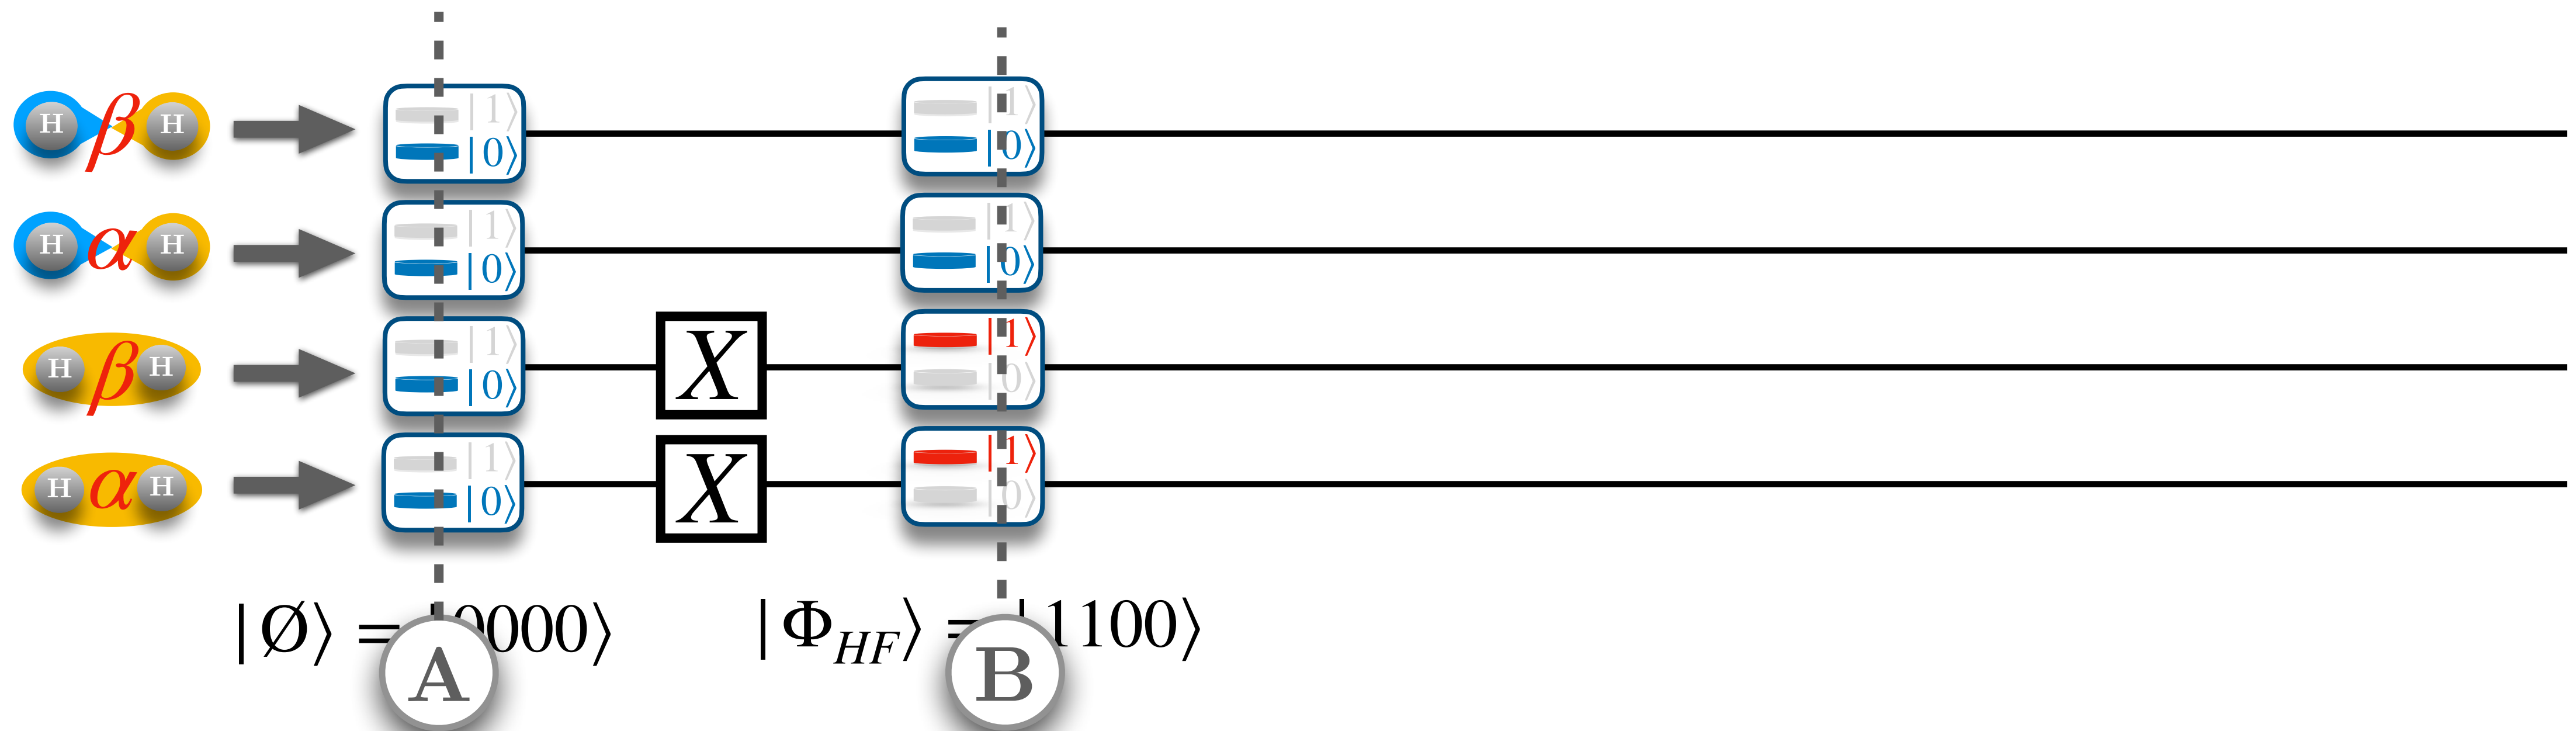 H β H |1⟩ |0⟩ |1⟩ |0⟩
H α H |1⟩ |0⟩ |1⟩ |0⟩
H β H |1⟩ |0⟩ X |1⟩ |0⟩
H α H |1⟩ |0⟩ X |1⟩ |0⟩
|Ø⟩ = |0000⟩ |Φ_HF⟩ = |1100⟩
A B